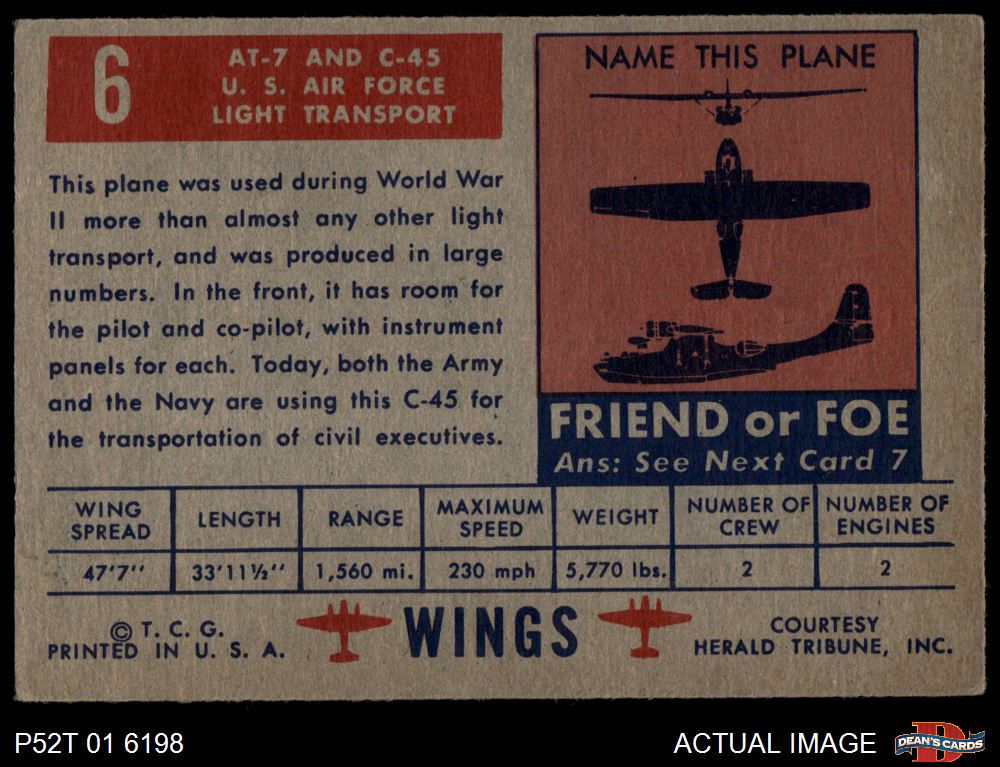 6
AT-7 AND C-45
U. S. AIR FORCE
LIGHT TRANSPORT
This plane was used during World War
II more than almost any other light
transport, and was produced in large
numbers. In the front, it has room for
the pilot and co-pilot, with instrument
panels for each. Today, both the Army
and the Navy are using this C-45 for
the transportation of civil executives.
NAME THIS PLANE
FRIEND or FOE
Ans: See Next Card 7
WING SPREAD LENGTH RANGE MAXIMUM SPEED WEIGHT NUMBER OF CREW NUMBER OF ENGINES
47'7'' 33'11½'' 1,560 mi. 230 mph 5,770 lbs. 2 2
© T. C. G.
PRINTED IN U. S. A.
WINGS
COURTESY
HERALD TRIBUNE, INC.
P52T 01 6198
ACTUAL IMAGE
D
DEAN'S CARDS